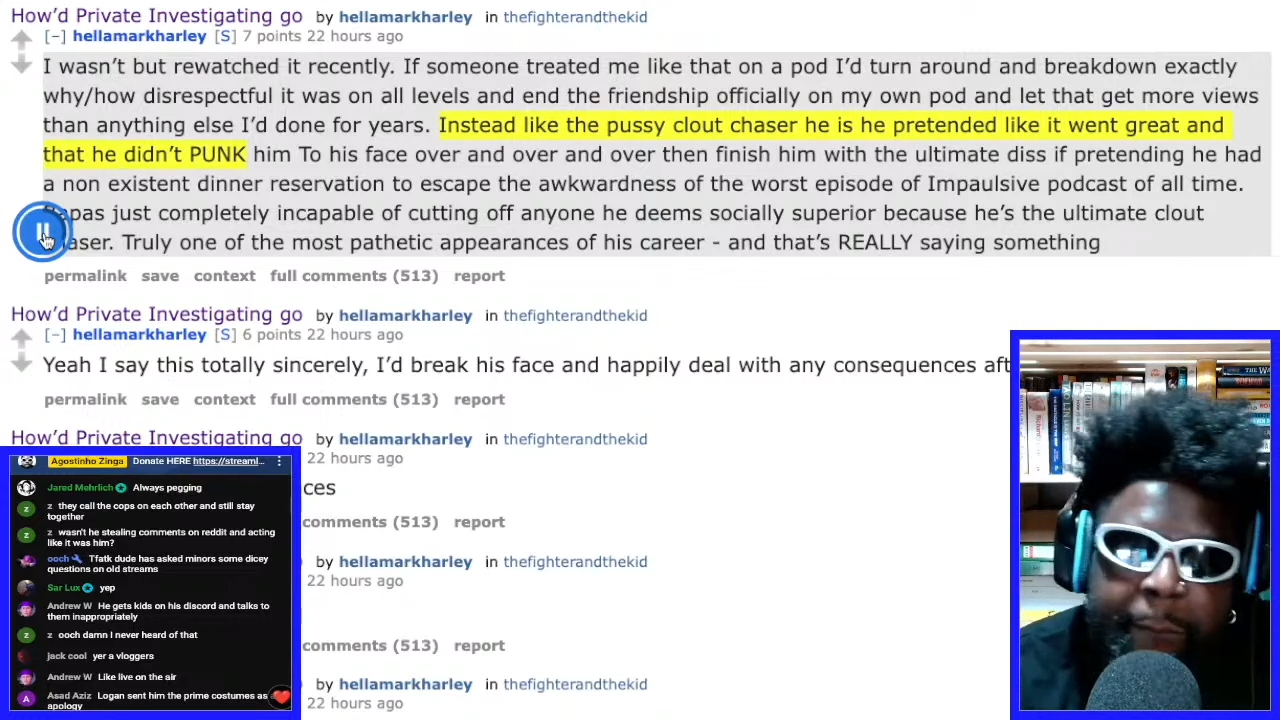 How’d Private Investigating go by hellamarkharley in thefighterandthekid
[–] hellamarkharley [S] 7 points 22 hours ago
I wasn’t but rewatched it recently. If someone treated me like that on a pod I’d turn around and breakdown exactly
why/how disrespectful it was on all levels and end the friendship officially on my own pod and let that get more views
than anything else I’d done for years. Instead like the pussy clout chaser he is he pretended like it went great and
that he didn’t PUNK him To his face over and over and over then finish him with the ultimate diss if pretending he had
a non existent dinner reservation to escape the awkwardness of the worst episode of Impaulsive podcast of all time.
apas just completely incapable of cutting off anyone he deems socially superior because he’s the ultimate clout
aser. Truly one of the most pathetic appearances of his career - and that’s REALLY saying something
permalink save context full comments (513) report
How’d Private Investigating go by hellamarkharley in thefighterandthekid
[–] hellamarkharley [S] 6 points 22 hours ago
Yeah I say this totally sincerely, I’d break his face and happily deal with any consequences aft
permalink save context full comments (513) report
How’d Private Investigating go by hellamarkharley in thefighterandthekid
22 hours ago
ces
comments (513) report
by hellamarkharley in thefighterandthekid
22 hours ago
comments (513) report
by hellamarkharley in thefighterandthekid
22 hours ago
Agostinho Zinga Donate HERE https://streaml...
Jared Mehrlich Always pegging
z they call the cops on each other and still stay
together
z wasn't he stealing comments on reddit and acting
like it was him?
ooch Tfatk dude has asked minors some dicey
questions on old streams
Sar Lux yep
Andrew W He gets kids on his discord and talks to
them inappropriately
z ooch damn I never heard of that
jack cool yer a vloggers
Andrew W Like live on the air
Asad Aziz Logan sent him the prime costumes as
apology